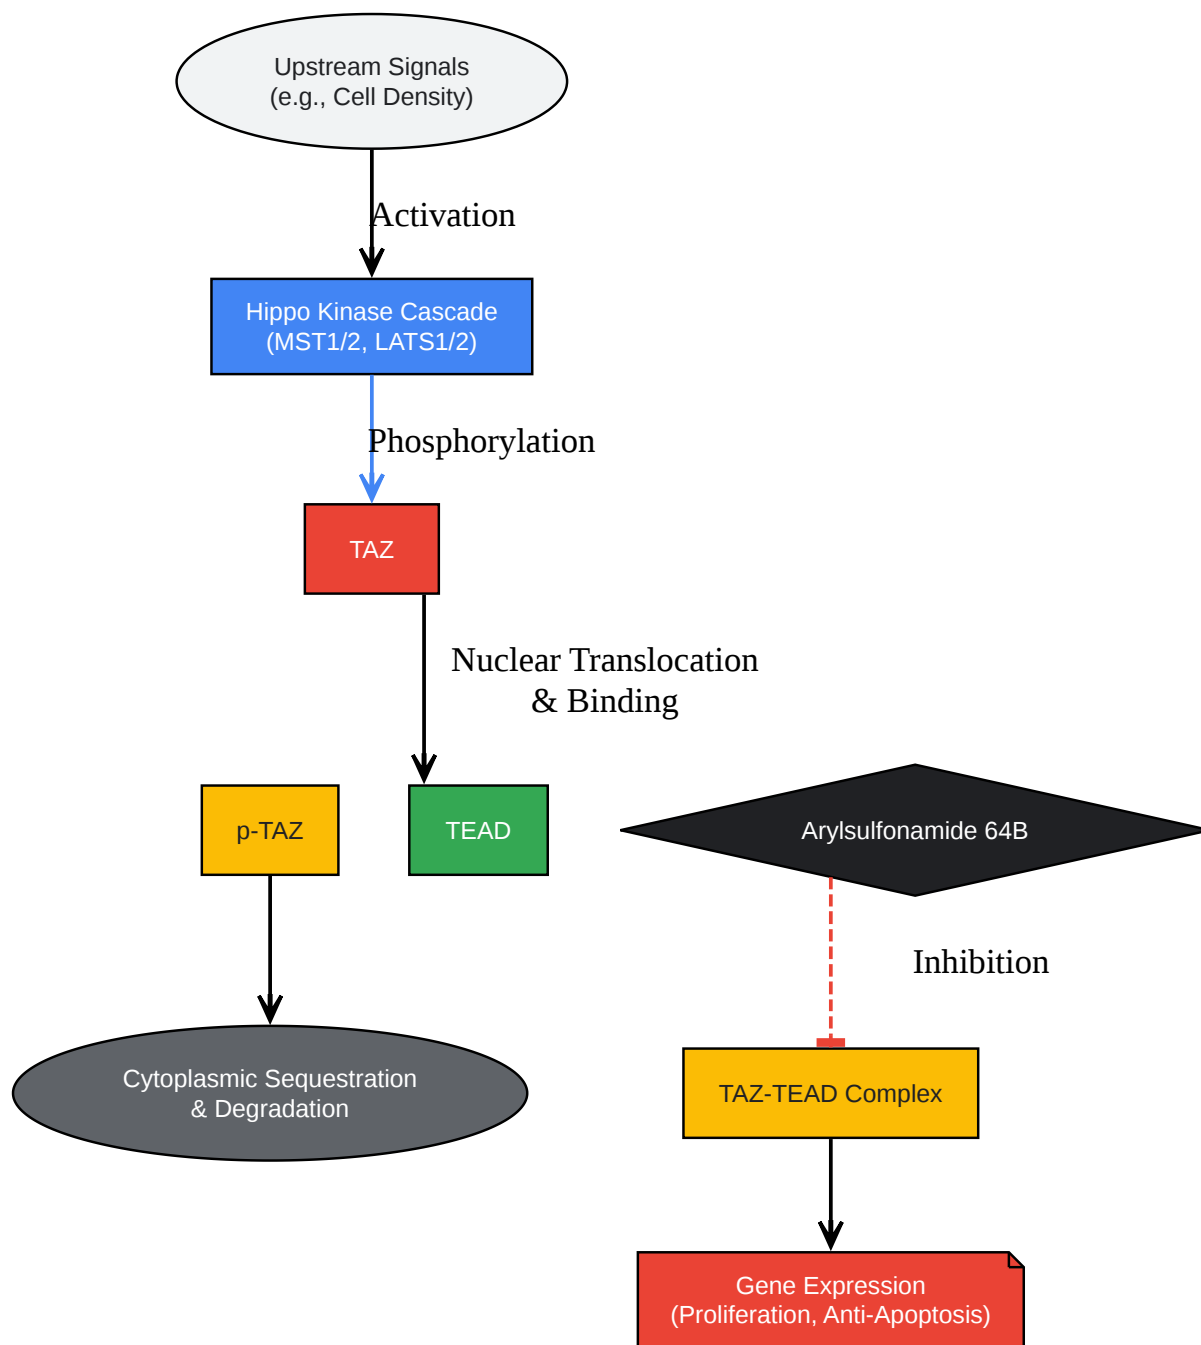 Upstream Signals
(e.g., Cell Density)
Activation
Hippo Kinase Cascade
(MST1/2, LATS1/2)
Phosphorylation
TAZ
Nuclear Translocation
& Binding
p-TAZ
TEAD
Arylsulfonamide 64B
Inhibition
Cytoplasmic Sequestration
& Degradation
TAZ-TEAD Complex
Gene Expression
(Proliferation, Anti-Apoptosis)